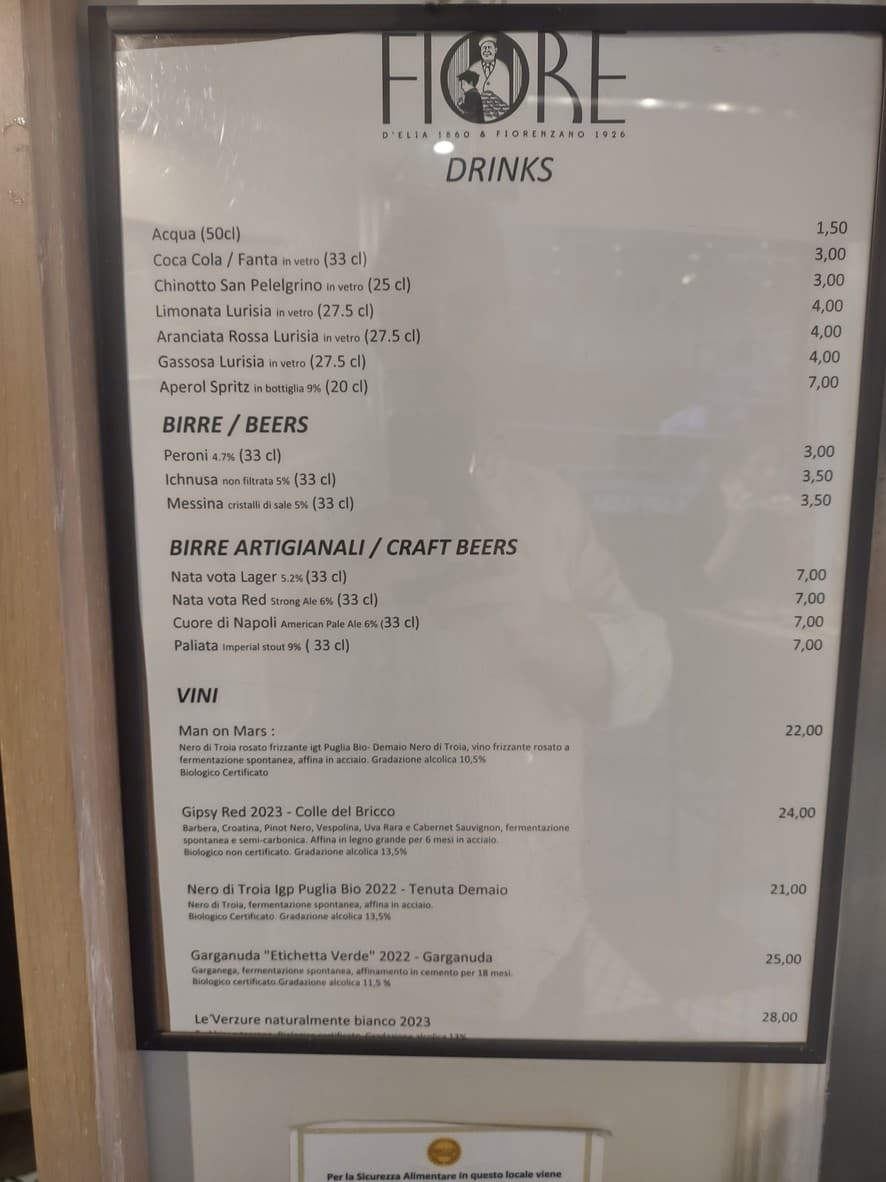 FIORE
D'ELIA 1860 & FIORENZANO 1926
DRINKS
Acqua (50cl) 1,50
Coca Cola / Fanta in vetro (33 cl) 3,00
Chinotto San Pelelgrino in vetro (25 cl) 3,00
Limonata Lurisia in vetro (27.5 cl) 4,00
Aranciata Rossa Lurisia in vetro (27.5 cl) 4,00
Gassosa Lurisia in vetro (27.5 cl) 4,00
Aperol Spritz in bottiglia 9% (20 cl) 7,00
BIRRE / BEERS
Peroni 4.7% (33 cl) 3,00
Ichnusa non filtrata 5% (33 cl) 3,50
Messina cristalli di sale 5% (33 cl) 3,50
BIRRE ARTIGIANALI / CRAFT BEERS
Nata vota Lager 5.2% (33 cl) 7,00
Nata vota Red Strong Ale 6% (33 cl) 7,00
Cuore di Napoli American Pale Ale 6% (33 cl) 7,00
Paliata Imperial stout 9% ( 33 cl) 7,00
VINI
Man on Mars : 22,00
Nero di Troia rosato frizzante igt Puglia Bio- Demaio Nero di Troia, vino frizzante rosato a
fermentazione spontanea, affina in acciaio. Gradazione alcolica 10,5%
Biologico Certificato
Gipsy Red 2023 - Colle del Bricco 24,00
Barbera, Croatina, Pinot Nero, Vespolina, Uva Rara e Cabernet Sauvignon, fermentazione
spontanea e semi-carbonica. Affina in legno grande per 6 mesi in acciaio.
Biologico non certificato. Gradazione alcolica 13,5%
Nero di Troia Igp Puglia Bio 2022 - Tenuta Demaio 21,00
Nero di Troia, fermentazione spontanea, affina in acciaio.
Biologico Certificato. Gradazione alcolica 13,5%
Garganuda "Etichetta Verde" 2022 - Garganuda 25,00
Garganega, fermentazione spontanea, affinamento in cemento per 18 mesi.
Biologico certificato.Gradazione alcolica 11,5 %
Le Verzure naturalmente bianco 2023 28,00
Biologico certificato. Gradazione alcolica 13%
Per la Sicurezza Alimentare in questo locale viene